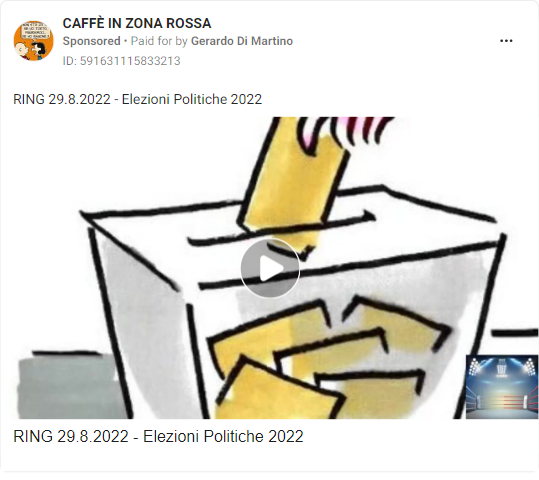 CAFFÈ IN ZONA ROSSA
Sponsored • Paid for by Gerardo Di Martino
ID: 591631115833213
RING 29.8.2022 - Elezioni Politiche 2022
RING 29.8.2022 - Elezioni Politiche 2022